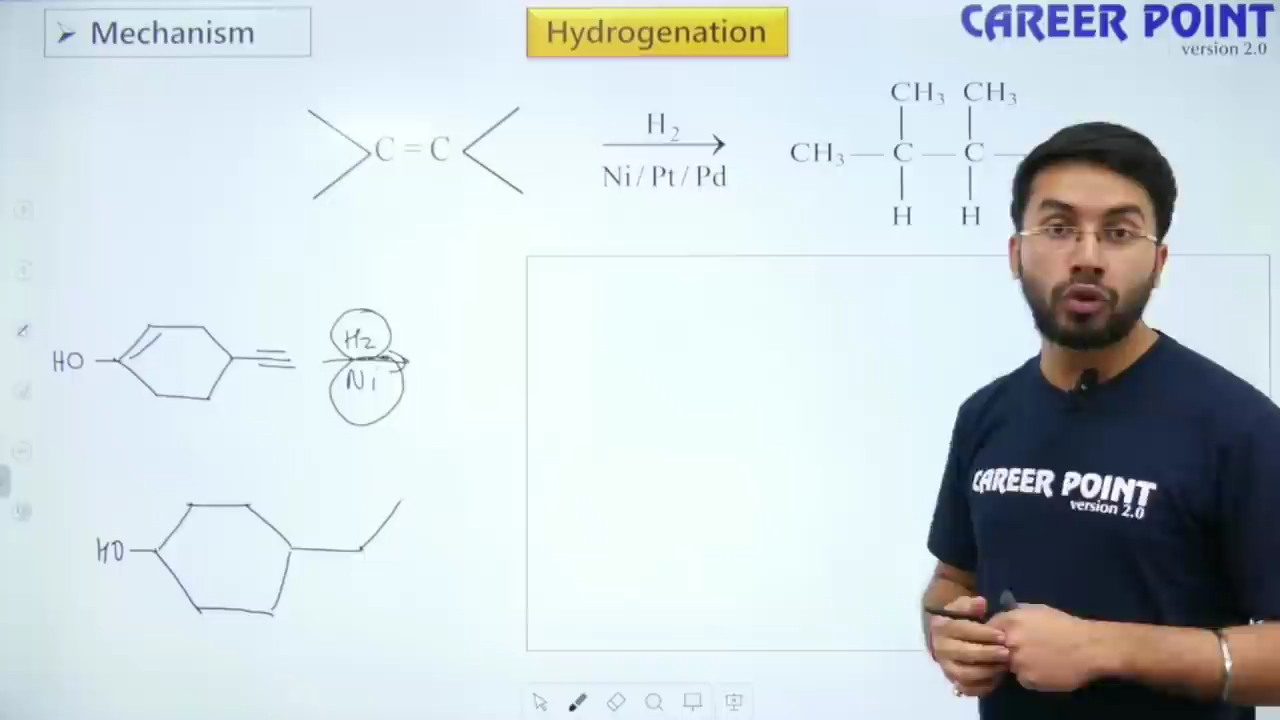 ➢ Mechanism
Hydrogenation
CAREER POINT
version 2.0
C = C
H₂
Ni / Pt / Pd
CH₃ CH₃
CH₃ — C — C —
H H
HO
H₂
Ni
HO
CAREER POINT
version 2.0